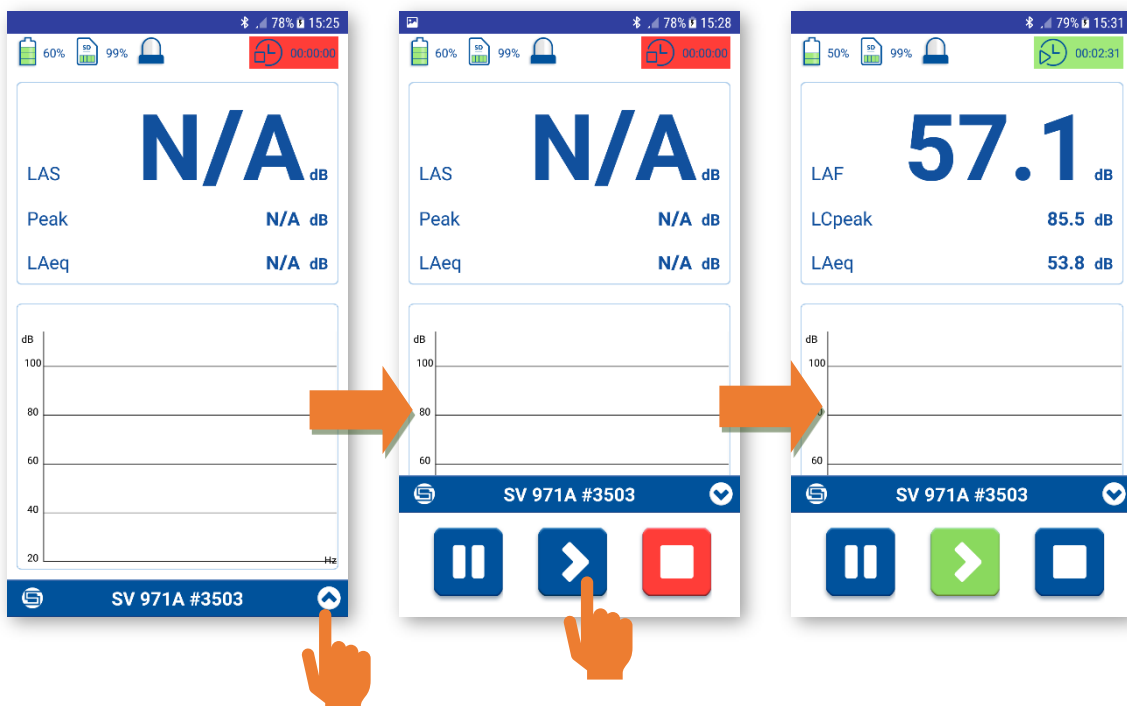 78% 15:25
60% SD 99% 00:00:00
N/A
LAS dB
Peak N/A dB
LAeq N/A dB
dB
100
80
60
40
20
Hz
SV 971A #3503
78% 15:28
60% SD 99% 00:00:00
N/A
LAS dB
Peak N/A dB
LAeq N/A dB
dB
100
80
60
SV 971A #3503
79% 15:31
50% SD 99% 00:02:31
57.1
LAF dB
LCpeak 85.5 dB
LAeq 53.8 dB
dB
100
60
SV 971A #3503